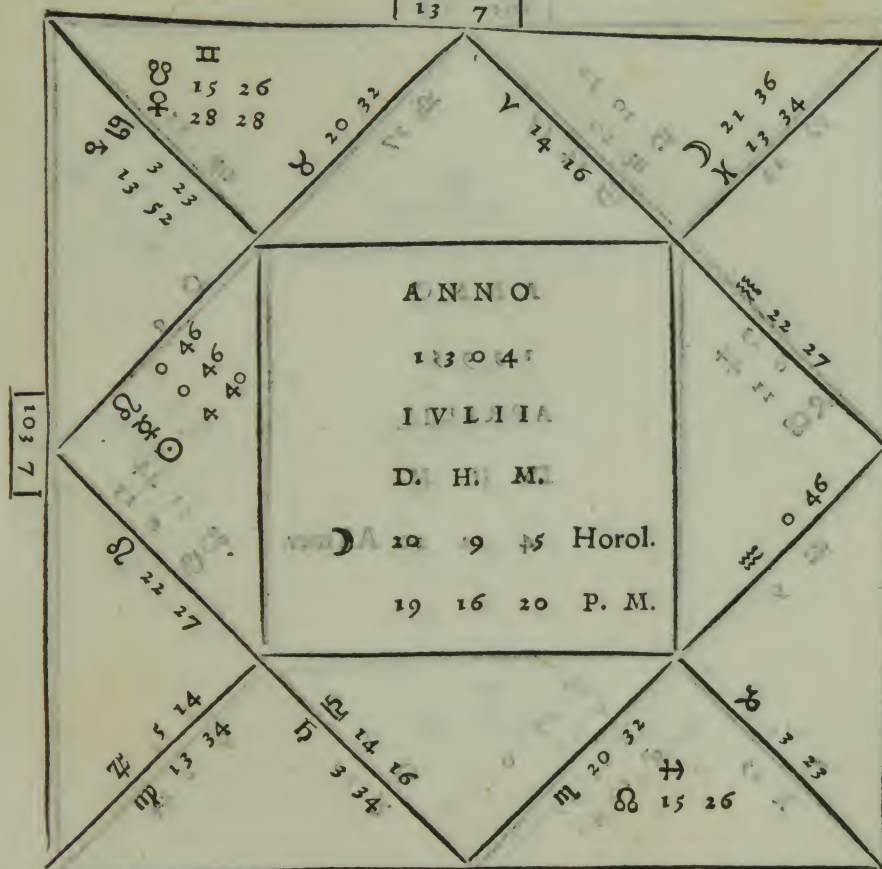 13 7
♊
☋ 15 26
♀ 28 28
♋ 3 23
♂ 13 52
♉ 20 32
♈ 14 16
☽ 21 36
♓ 13 34
♒ 22 27
103 7
♌ 0 46
☿ 0 46
☉ 4 40
ANNO
1304
IVLII
D. H. M.
☽ 20 9 45 Horol.
19 16 20 P. M.
♒ 0 46
♌ 22 27
♃ 5 14
♍ 13 34
♎ 14 16
♄ 3 34
♏ 20 32
♐
☊ 15 26
♑ 3 23